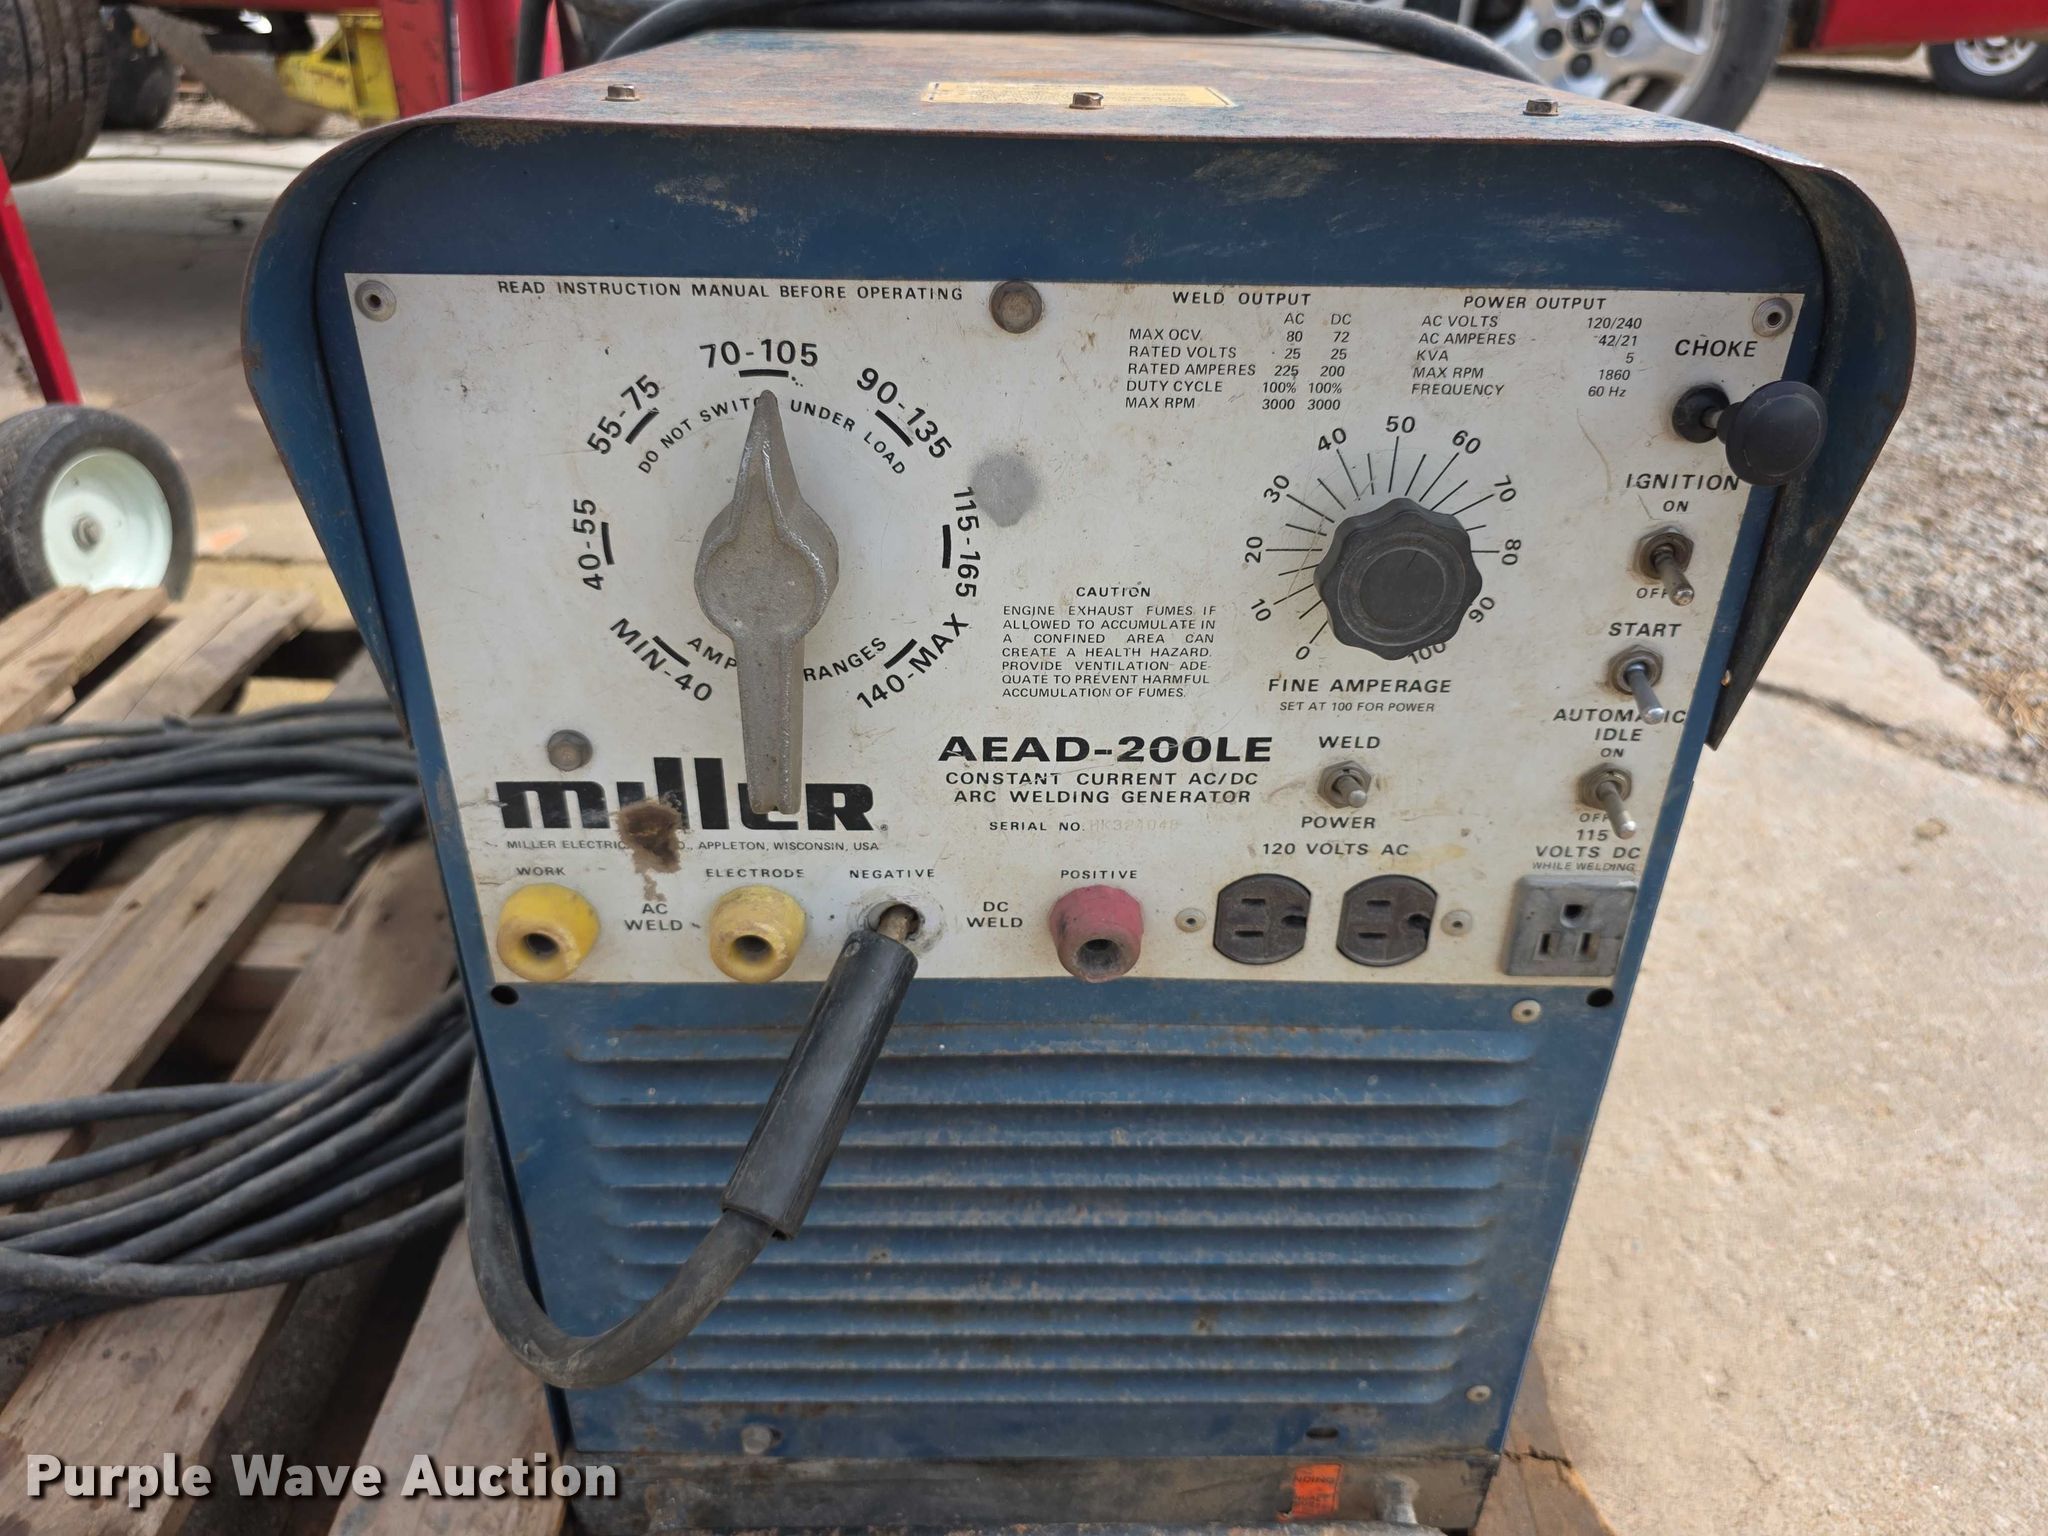 READ INSTRUCTION MANUAL BEFORE OPERATING
MIN-40
40-55
55-75
70-105
90-135
115-165
140-MAX
DO NOT SWITCH UNDER LOAD
RANGES
WELD OUTPUT
AC DC
MAX OCV 80 72
RATED VOLTS 25 25
RATED AMPERES 225 200
DUTY CYCLE 100% 100%
MAX RPM 3000 3000
POWER OUTPUT
AC VOLTS 120/240
AC AMPERES 42/21
KVA 5
MAX RPM 1860
FREQUENCY 60 Hz
CHOKE
IGNITION
ON
OFF
START
AUTOMATIC
IDLE
ON
OFF
0 10 20 30 40 50 60 70 80 90 100
FINE AMPERAGE
SET AT 100 FOR POWER
CAUTION
ENGINE EXHAUST FUMES IF
ALLOWED TO ACCUMULATE IN
A CONFINED AREA CAN
CREATE A HEALTH HAZARD.
PROVIDE VENTILATION ADE-
QUATE TO PREVENT HARMFUL
ACCUMULATION OF FUMES.
miller®
MILLER ELECTRIC CO., APPLETON, WISCONSIN, USA
AEAD-200LE
CONSTANT CURRENT AC/DC
ARC WELDING GENERATOR
SERIAL NO.
WELD
POWER
120 VOLTS AC
115
VOLTS DC
WHILE WELDING
WORK
AC
WELD
ELECTRODE
NEGATIVE
DC
WELD
POSITIVE
Purple Wave Auction